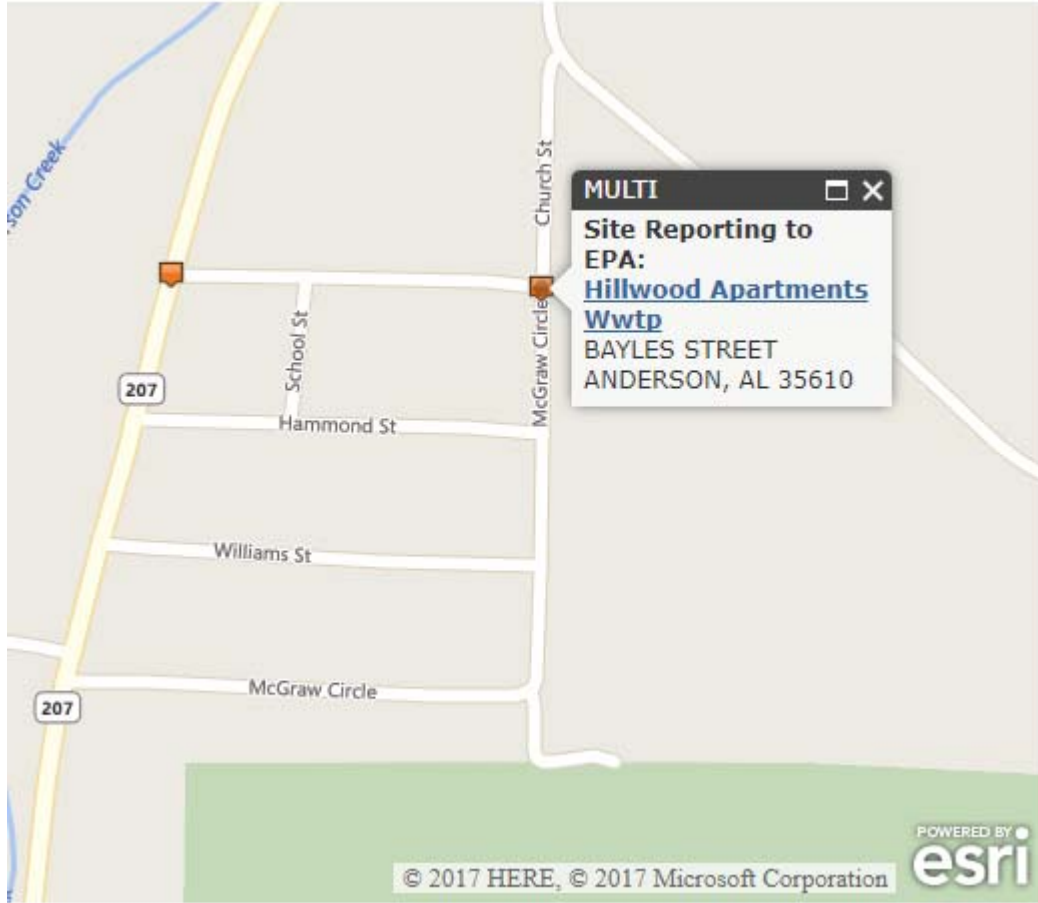 son Creek
Church St
MULTI
Site Reporting to
EPA:
Hillwood Apartments
Wwtp
BAYLES STREET
ANDERSON, AL 35610
McGraw Circle
School St
207
Hammond St
Williams St
McGraw Circle
207
POWERED BY
esri
© 2017 HERE, © 2017 Microsoft Corporation